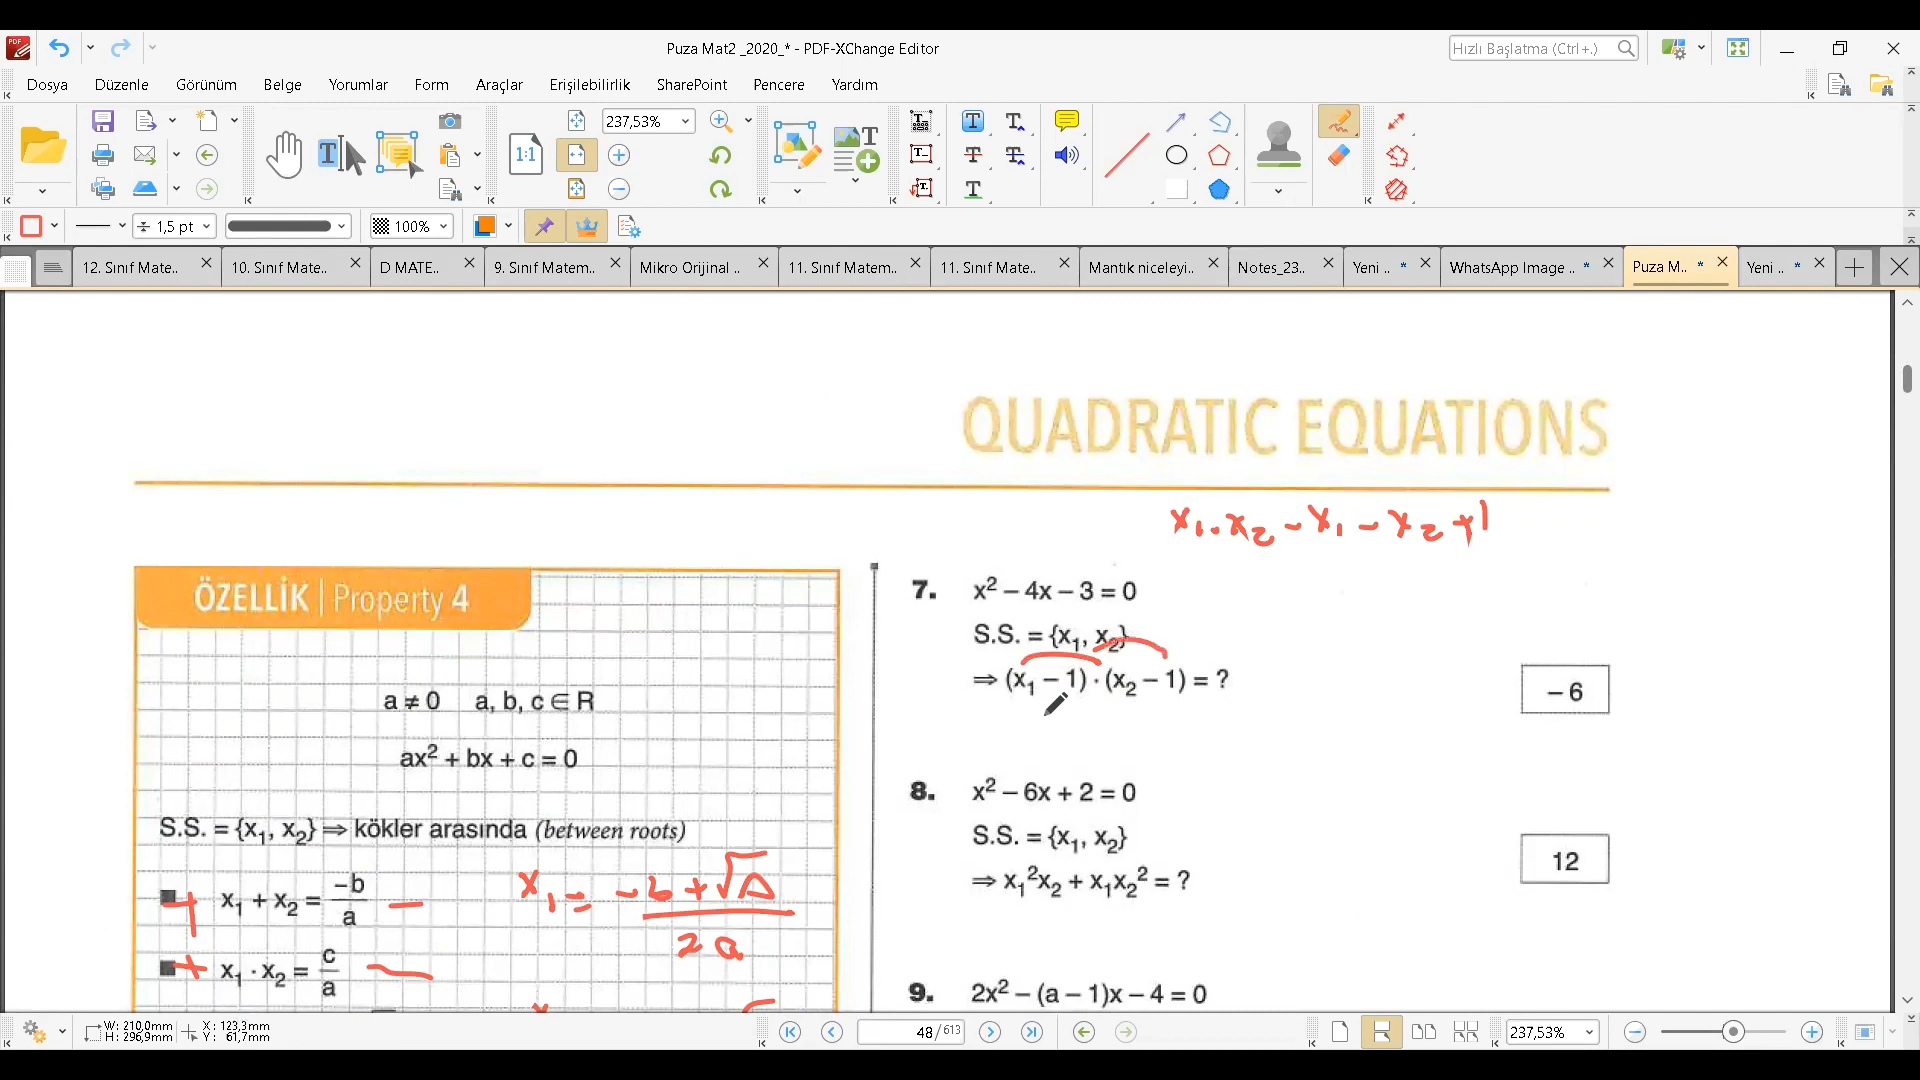 Puza Mat2 _2020_* - PDF-XChange Editor
Hızlı Başlatma (Ctrl+.)
Dosya Düzenle Görünüm Belge Yorumlar Form Araçlar Erişilebilirlik SharePoint Pencere Yardım
237,53%
1:1
1,5 pt
100%
12. Sınıf Mate.. 10. Sınıf Mate.. D MATE.. 9. Sınıf Matem.. Mikro Orijinal .. 11. Sınıf Matem.. 11. Sınıf Mate.. Mantık niceleyi.. Notes_23.. Yeni .. * WhatsApp Image .. * Puza M.. * Yeni .. *
QUADRATIC EQUATIONS
x₁.x₂ - x₁ - x₂ + 1
ÖZELLİK | Property 4
a ≠ 0 a, b, c ∈ R
ax² + bx + c = 0
S.S. = {x₁, x₂} ⇒ kökler arasında (between roots)
x₁ + x₂ = -b/a
x₁ = -b + √Δ / 2a
x₁ · x₂ = c/a
7. x² – 4x – 3 = 0
S.S. = {x₁, x₂}
⇒ (x₁ – 1) · (x₂ – 1) = ?
– 6
8. x² – 6x + 2 = 0
S.S. = {x₁, x₂}
⇒ x₁²x₂ + x₁x₂² = ?
12
9. 2x² – (a – 1)x – 4 = 0
W: 210,0mm
H: 296,9mm
X: 123,3mm
Y: 61,7mm
48 / 613
237,53%